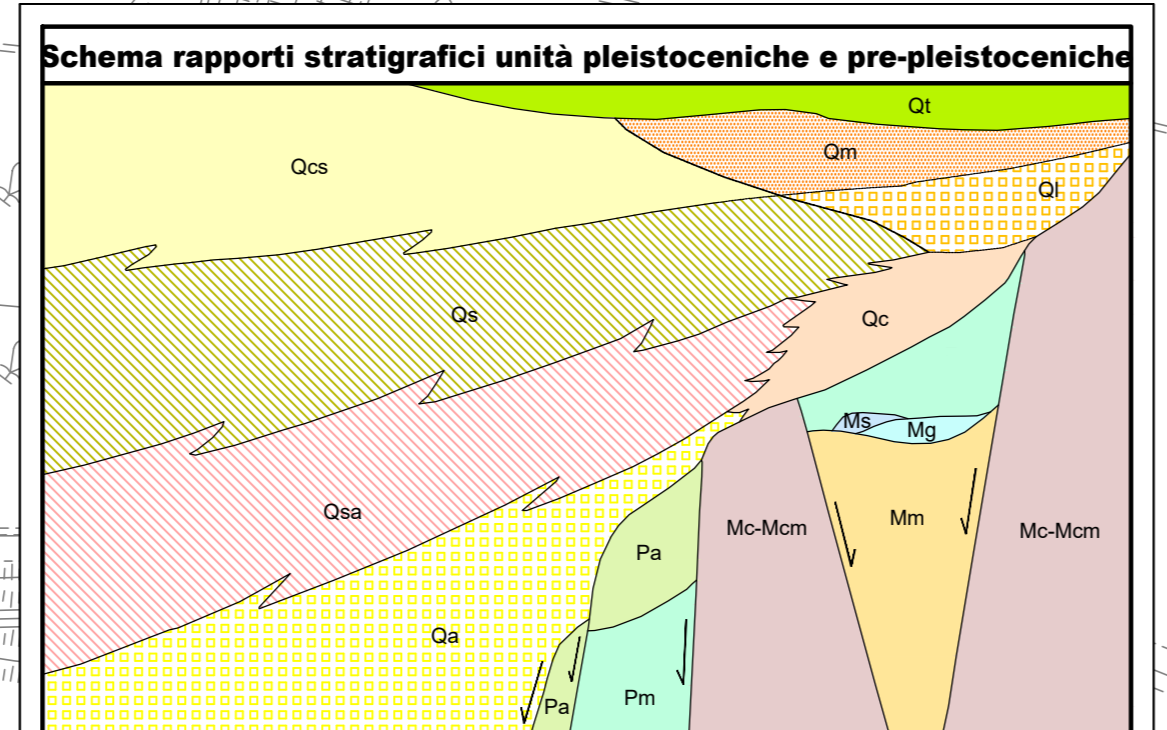 Schema rapporti stratigrafici unità pleistoceniche e pre-pleistoceniche
Qt
Qm
Qcs
Ql
Qs
Qc
Ms
Mg
Qsa
Mm
Mc-Mcm
Mc-Mcm
Pa
Qa
Pm
Pa